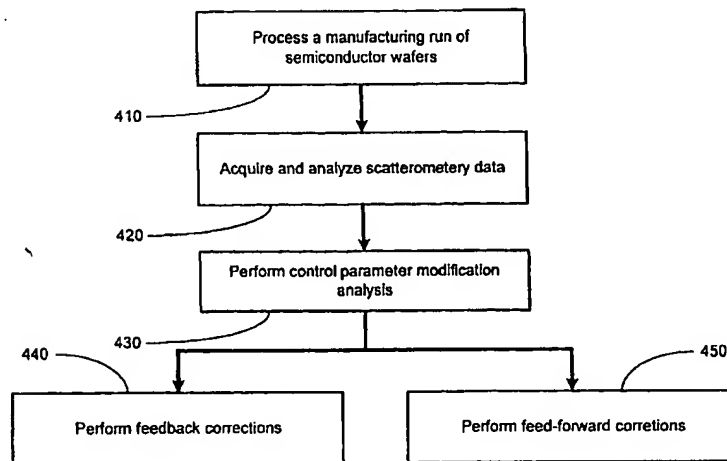 Process a manufacturing run of
semiconductor wafers
410
Acquire and analyze scatterometery data
420
Perform control parameter modification
analysis
430
440
450
Perform feedback corrections
Perform feed-forward corretions